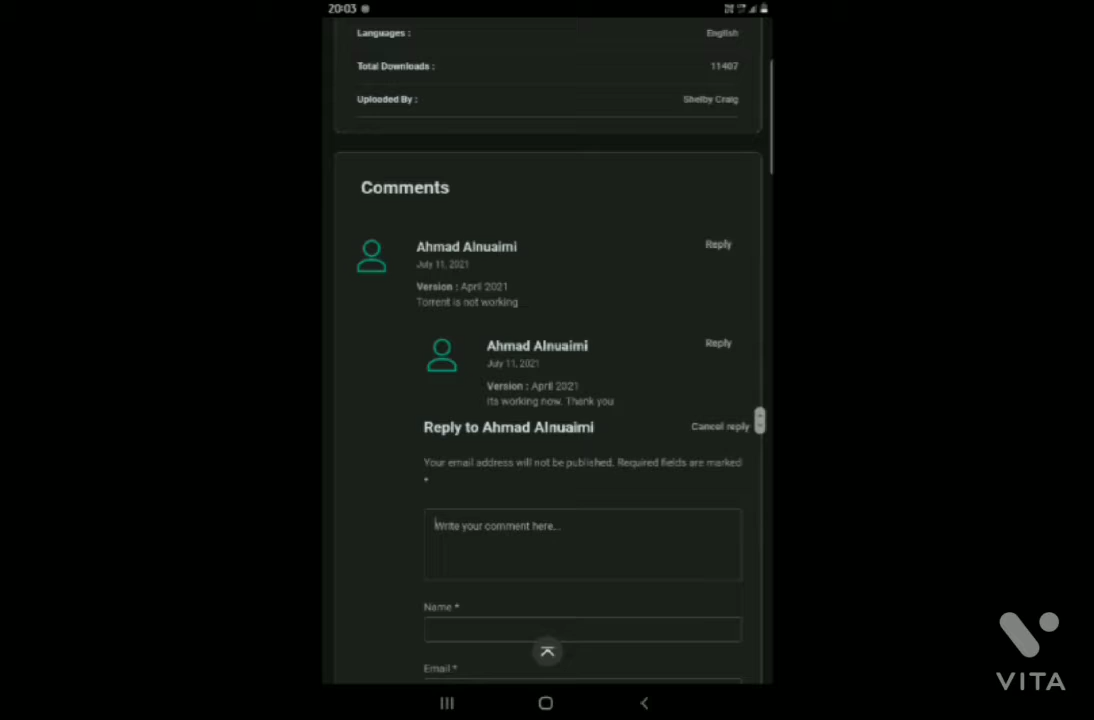 20:03
Languages : English
Total Downloads : 11407
Uploaded By : Shelby Craig
Comments
Ahmad Alnuaimi Reply
July 11, 2021
Version : April 2021
Torrent is not working
Ahmad Alnuaimi Reply
July 11, 2021
Version : April 2021
Its working now. Thank you
Reply to Ahmad Alnuaimi Cancel reply
Your email address will not be published. Required fields are marked
*
Write your comment here...
Name *
Email *
VITA